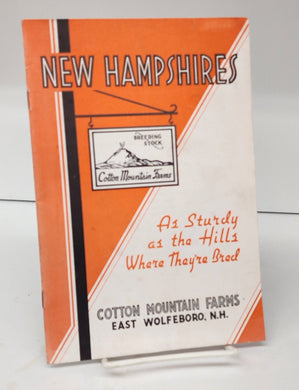 NEW HAMPSHIRES
BREEDING
STOCK
Cotton Mountain Farms
As Sturdy
as the Hills
Where They're Bred
COTTON MOUNTAIN FARMS
EAST WOLFEBORO, N.H.